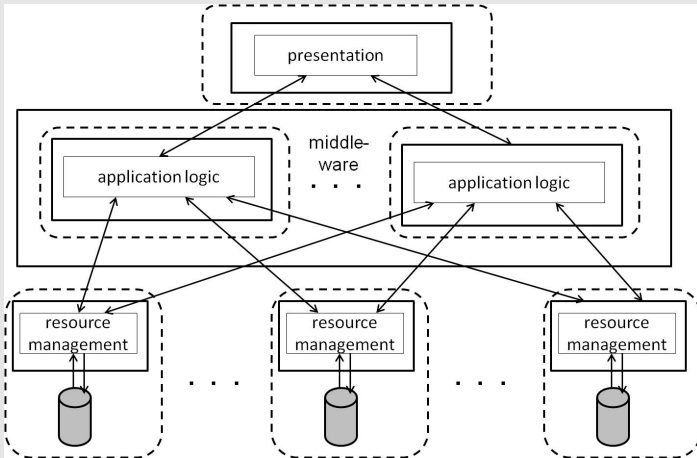 presentation
middle-
ware
. . .
application logic
application logic
resource
management
resource
management
resource
management
. . .
. . .